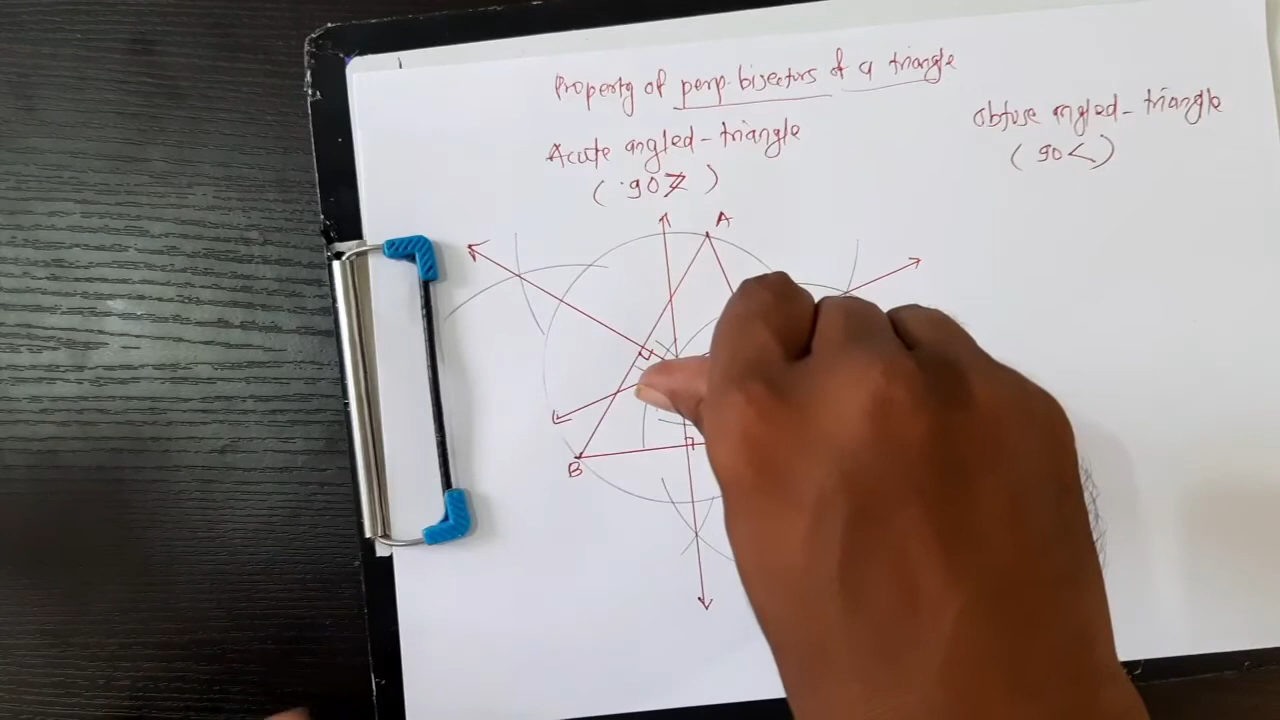 Property of perp. bisectors of a triangle
Acute angled-triangle
Obtuse angled-triangle
(90<)
A
B